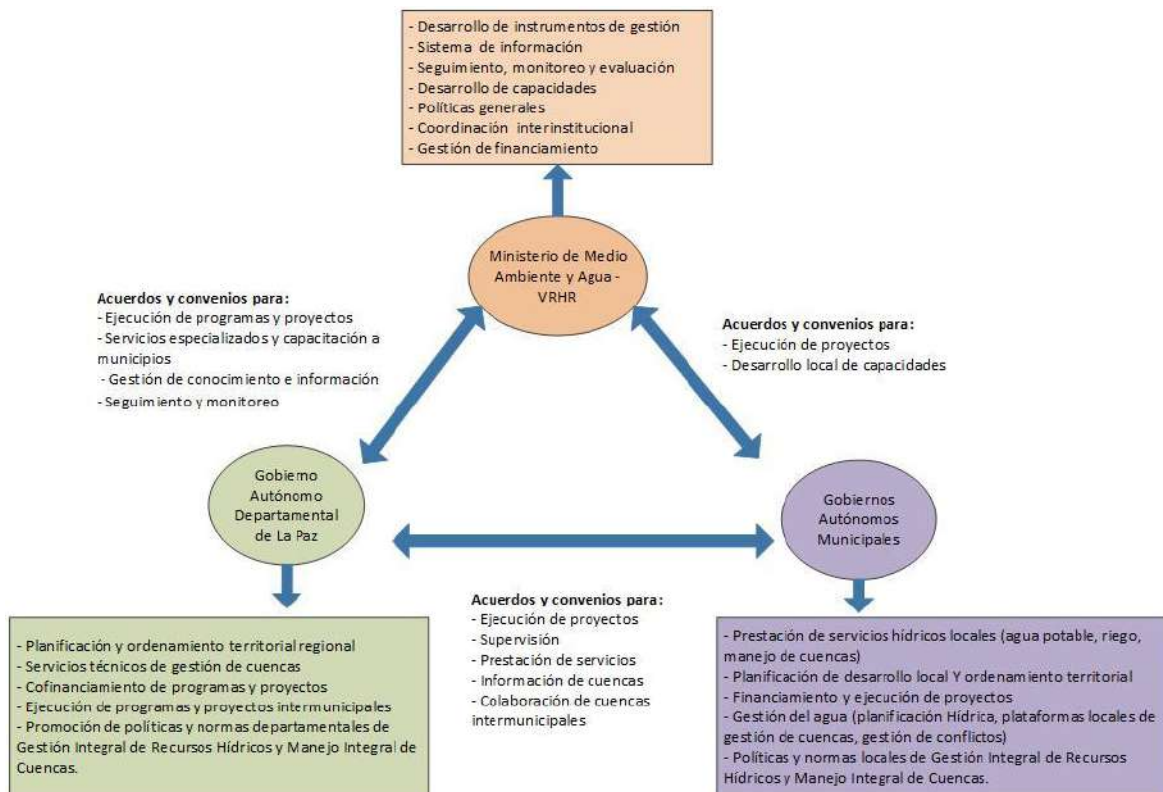 - Desarrollo de instrumentos de gestión
- Sistema de información
- Seguimiento, monitoreo y evaluación
- Desarrollo de capacidades
- Políticas generales
- Coordinación interinstitucional
- Gestión de financiamiento
Ministerio de Medio
Ambiente y Agua -
VRHR
Acuerdos y convenios para:
- Ejecución de programas y proyectos
- Servicios especializados y capacitación a
municipios
- Gestión de conocimiento e información
- Seguimiento y monitoreo
Acuerdos y convenios para:
- Ejecución de proyectos
- Desarrollo local de capacidades
Gobierno
Autónomo
Departamental
de La Paz
Gobiernos
Autónomos
Municipales
Acuerdos y convenios para:
- Ejecución de proyectos
- Supervisión
- Prestación de servicios
- Información de cuencas
- Colaboración de cuencas
intermunicipales
- Planificación y ordenamiento territorial regional
- Servicios técnicos de gestión de cuencas
- Cofinanciamiento de programas y proyectos
- Ejecución de programas y proyectos intermunicipales
- Promoción de políticas y normas departamentales de
Gestión Integral de Recursos Hídricos y Manejo Integral de
Cuencas.
- Prestación de servicios hídricos locales (agua potable, riego,
manejo de cuencas)
- Planificación de desarrollo local Y ordenamiento territorial
- Financiamiento y ejecución de proyectos
- Gestión del agua (planificación Hídrica, plataformas locales de
gestión de cuencas, gestión de conflictos)
- Políticas y normas locales de Gestión Integral de Recursos
Hídricos y Manejo Integral de Cuencas.